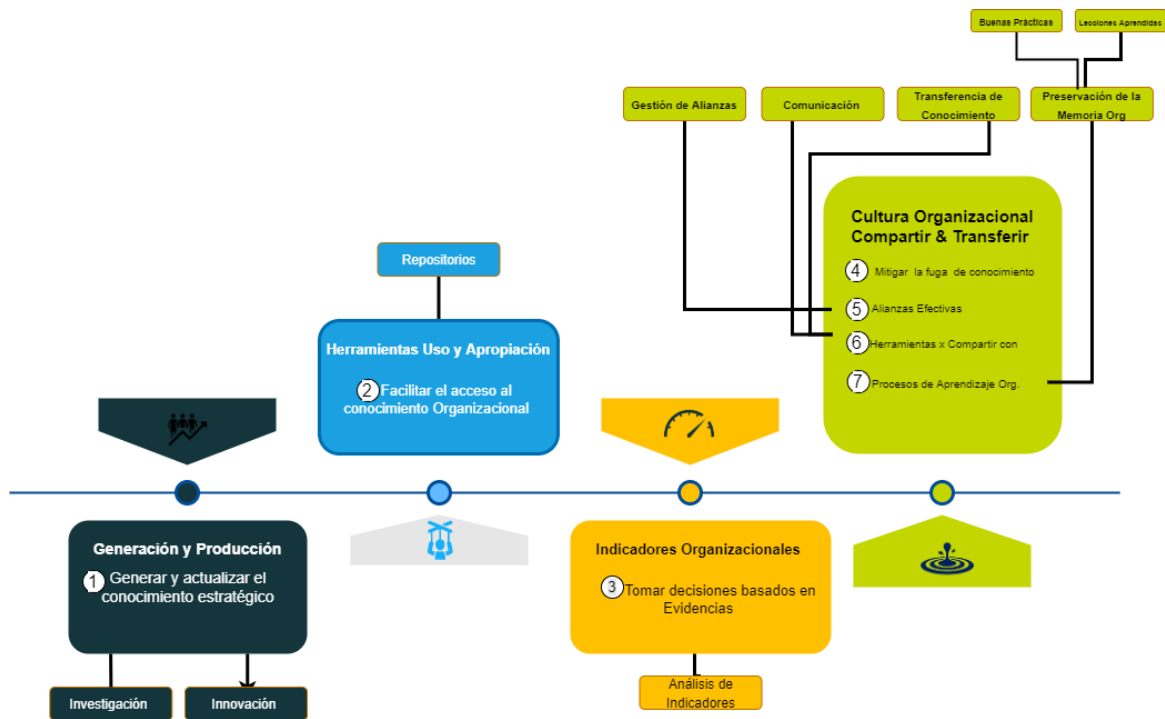 Buenas Prácticas
Lecciones Aprendidas
Gestión de Alianzas
Comunicación
Transferencia de
Conocimiento
Preservación de la
Memoria Org
Cultura Organizacional
Compartir & Transferir
4 Mitigar la fuga de conocimiento
5 Alianzas Efectivas
6 Herramientas x Compartir con
7 Procesos de Aprendizaje Org.
Repositorios
Herramientas Uso y Apropiación
2 Facilitar el acceso al
conocimiento Organizacional
Generación y Producción
1 Generar y actualizar el
conocimiento estratégico
Investigación
Innovación
Indicadores Organizacionales
3 Tomar decisiones basados en
Evidencias
Análisis de
Indicadores